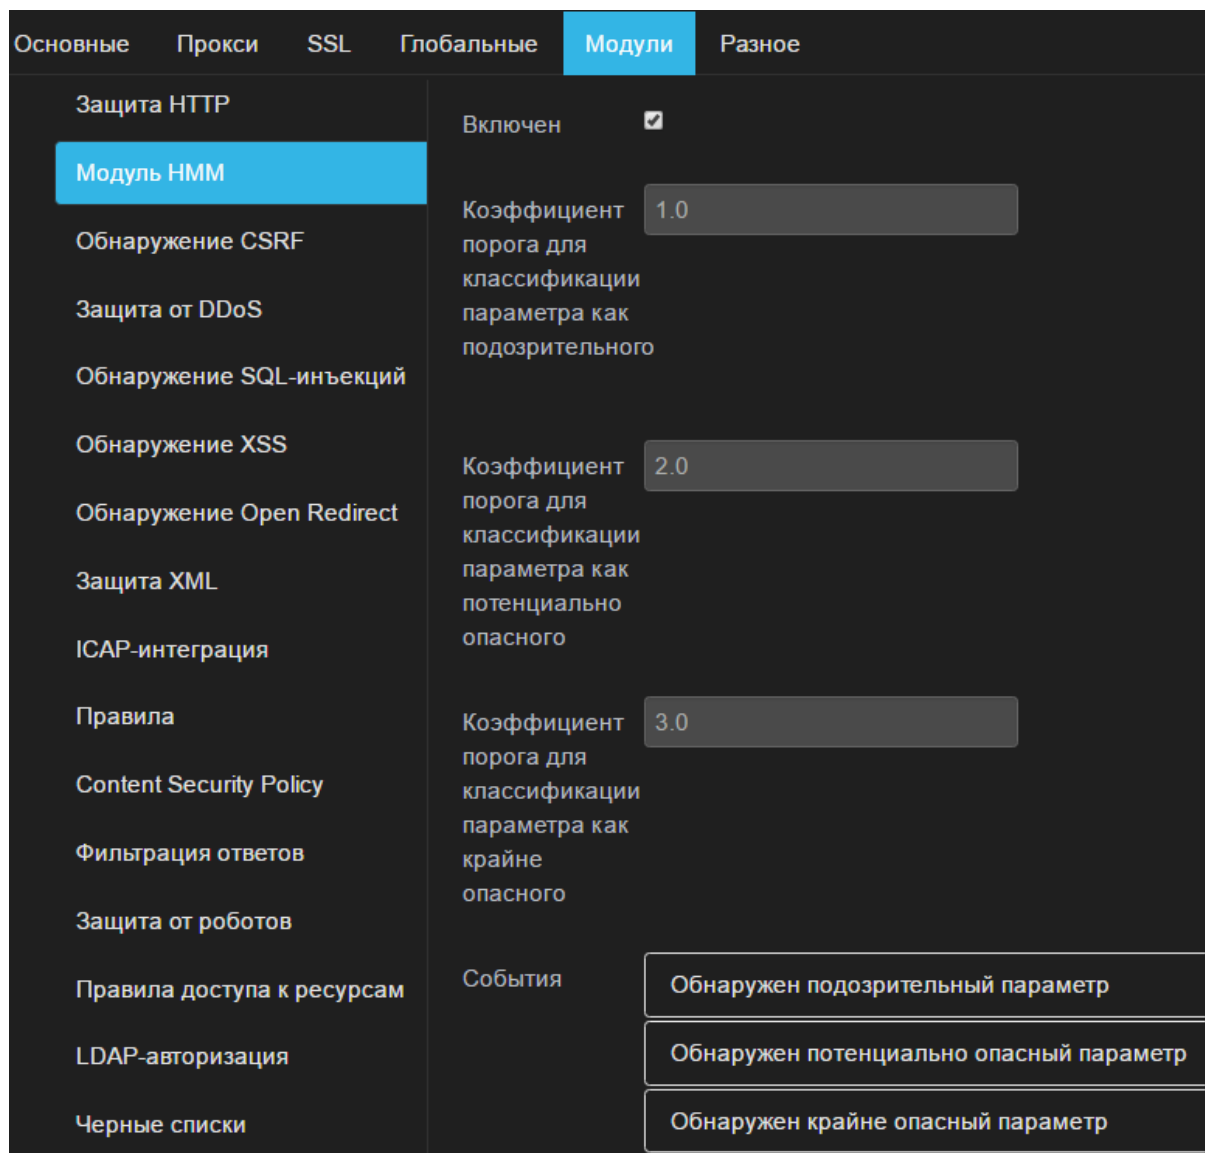 Основные Прокси SSL Глобальные Модули Разное
Защита HTTP
Модуль HMM
Обнаружение CSRF
Защита от DDoS
Обнаружение SQL-инъекций
Обнаружение XSS
Обнаружение Open Redirect
Защита XML
ICAP-интеграция
Правила
Content Security Policy
Фильтрация ответов
Защита от роботов
Правила доступа к ресурсам
LDAP-авторизация
Черные списки
Включен
Коэффициент
порога для
классификации
параметра как
подозрительного
1.0
Коэффициент
порога для
классификации
параметра как
потенциально
опасного
2.0
Коэффициент
порога для
классификации
параметра как
крайне
опасного
3.0
События
Обнаружен подозрительный параметр
Обнаружен потенциально опасный параметр
Обнаружен крайне опасный параметр